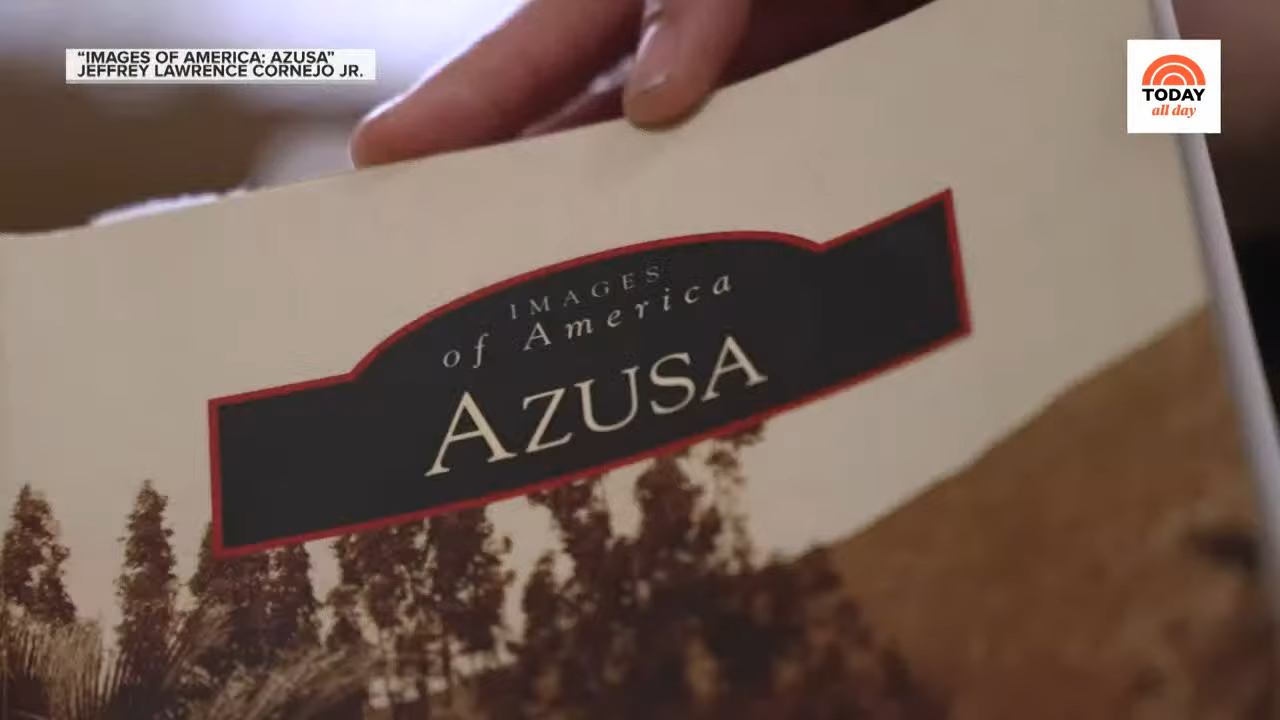 “IMAGES OF AMERICA: AZUSA”
JEFFREY LAWRENCE CORNEJO JR.
TODAY
all day
IMAGES
of America
AZUSA